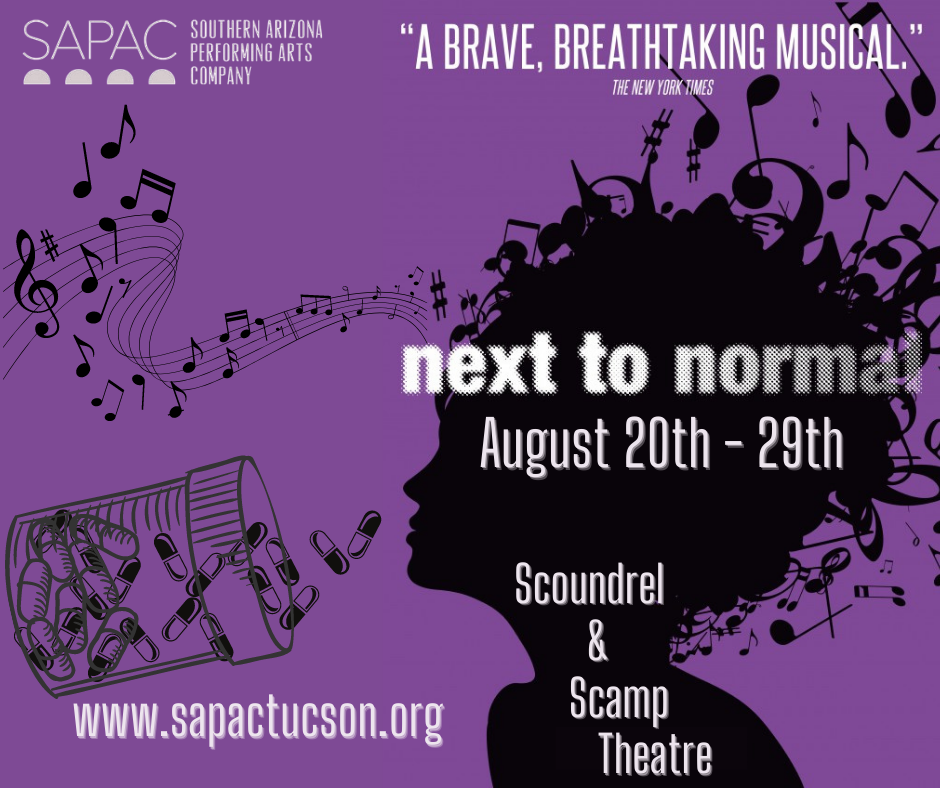 SAPAC
SOUTHERN ARIZONA
PERFORMING ARTS
COMPANY
“A BRAVE, BREATHTAKING MUSICAL.”
THE NEW YORK TIMES
next to normal
August 20th - 29th
Scoundrel
&
Scamp
Theatre
www.sapactucson.org